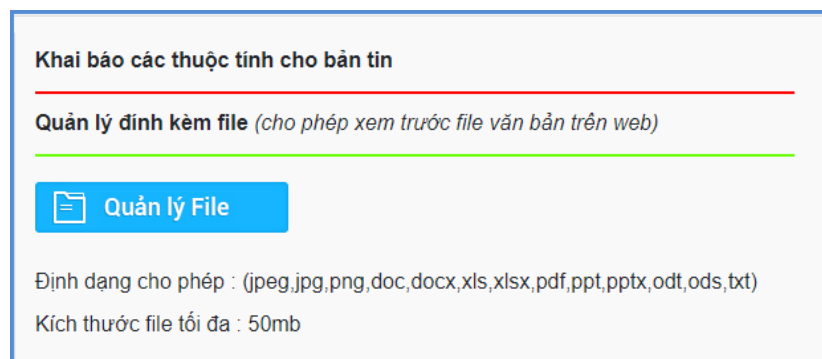 Khai báo các thuộc tính cho bản tin
Quản lý đính kèm file (cho phép xem trước file văn bản trên web)
Quản lý File
Định dạng cho phép : (jpeg,jpg,png,doc,docx,xls,xlsx,pdf,ppt,pptx,odt,ods,txt)
Kích thước file tối đa : 50mb